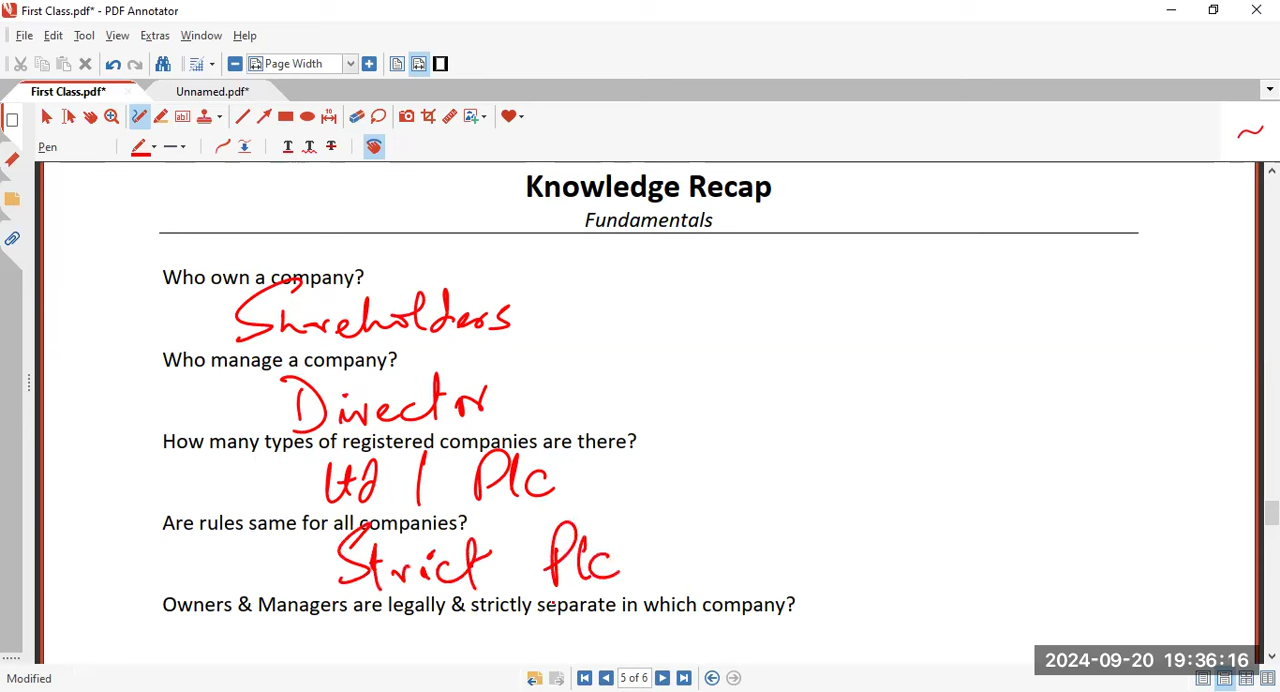 First Class.pdf* - PDF Annotator
File Edit Tool View Extras Window Help
Page Width
First Class.pdf* Unnamed.pdf*
Pen
Knowledge Recap
Fundamentals
Who own a company?
Shareholders
Who manage a company?
Director
How many types of registered companies are there?
Ltd / Plc
Are rules same for all companies?
Strict Plc
Owners & Managers are legally & strictly separate in which company?
2024-09-20 19:36:16
Modified 5 of 6